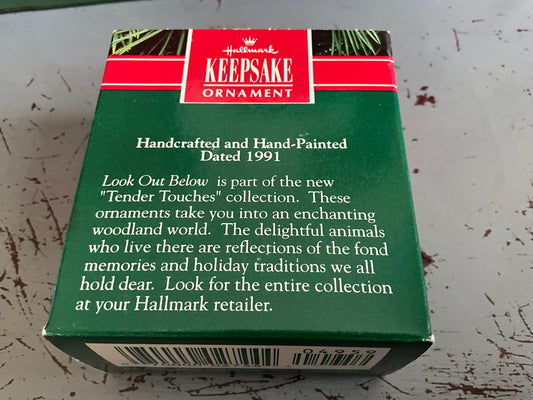 Hallmark
KEEPSAKE
ORNAMENT
Handcrafted and Hand-Painted
Dated 1991
Look Out Below is part of the new
"Tender Touches" collection. These
ornaments take you into an enchanting
woodland world. The delightful animals
who live there are reflections of the fond
memories and holiday traditions we all
hold dear. Look for the entire collection
at your Hallmark retailer.
04959